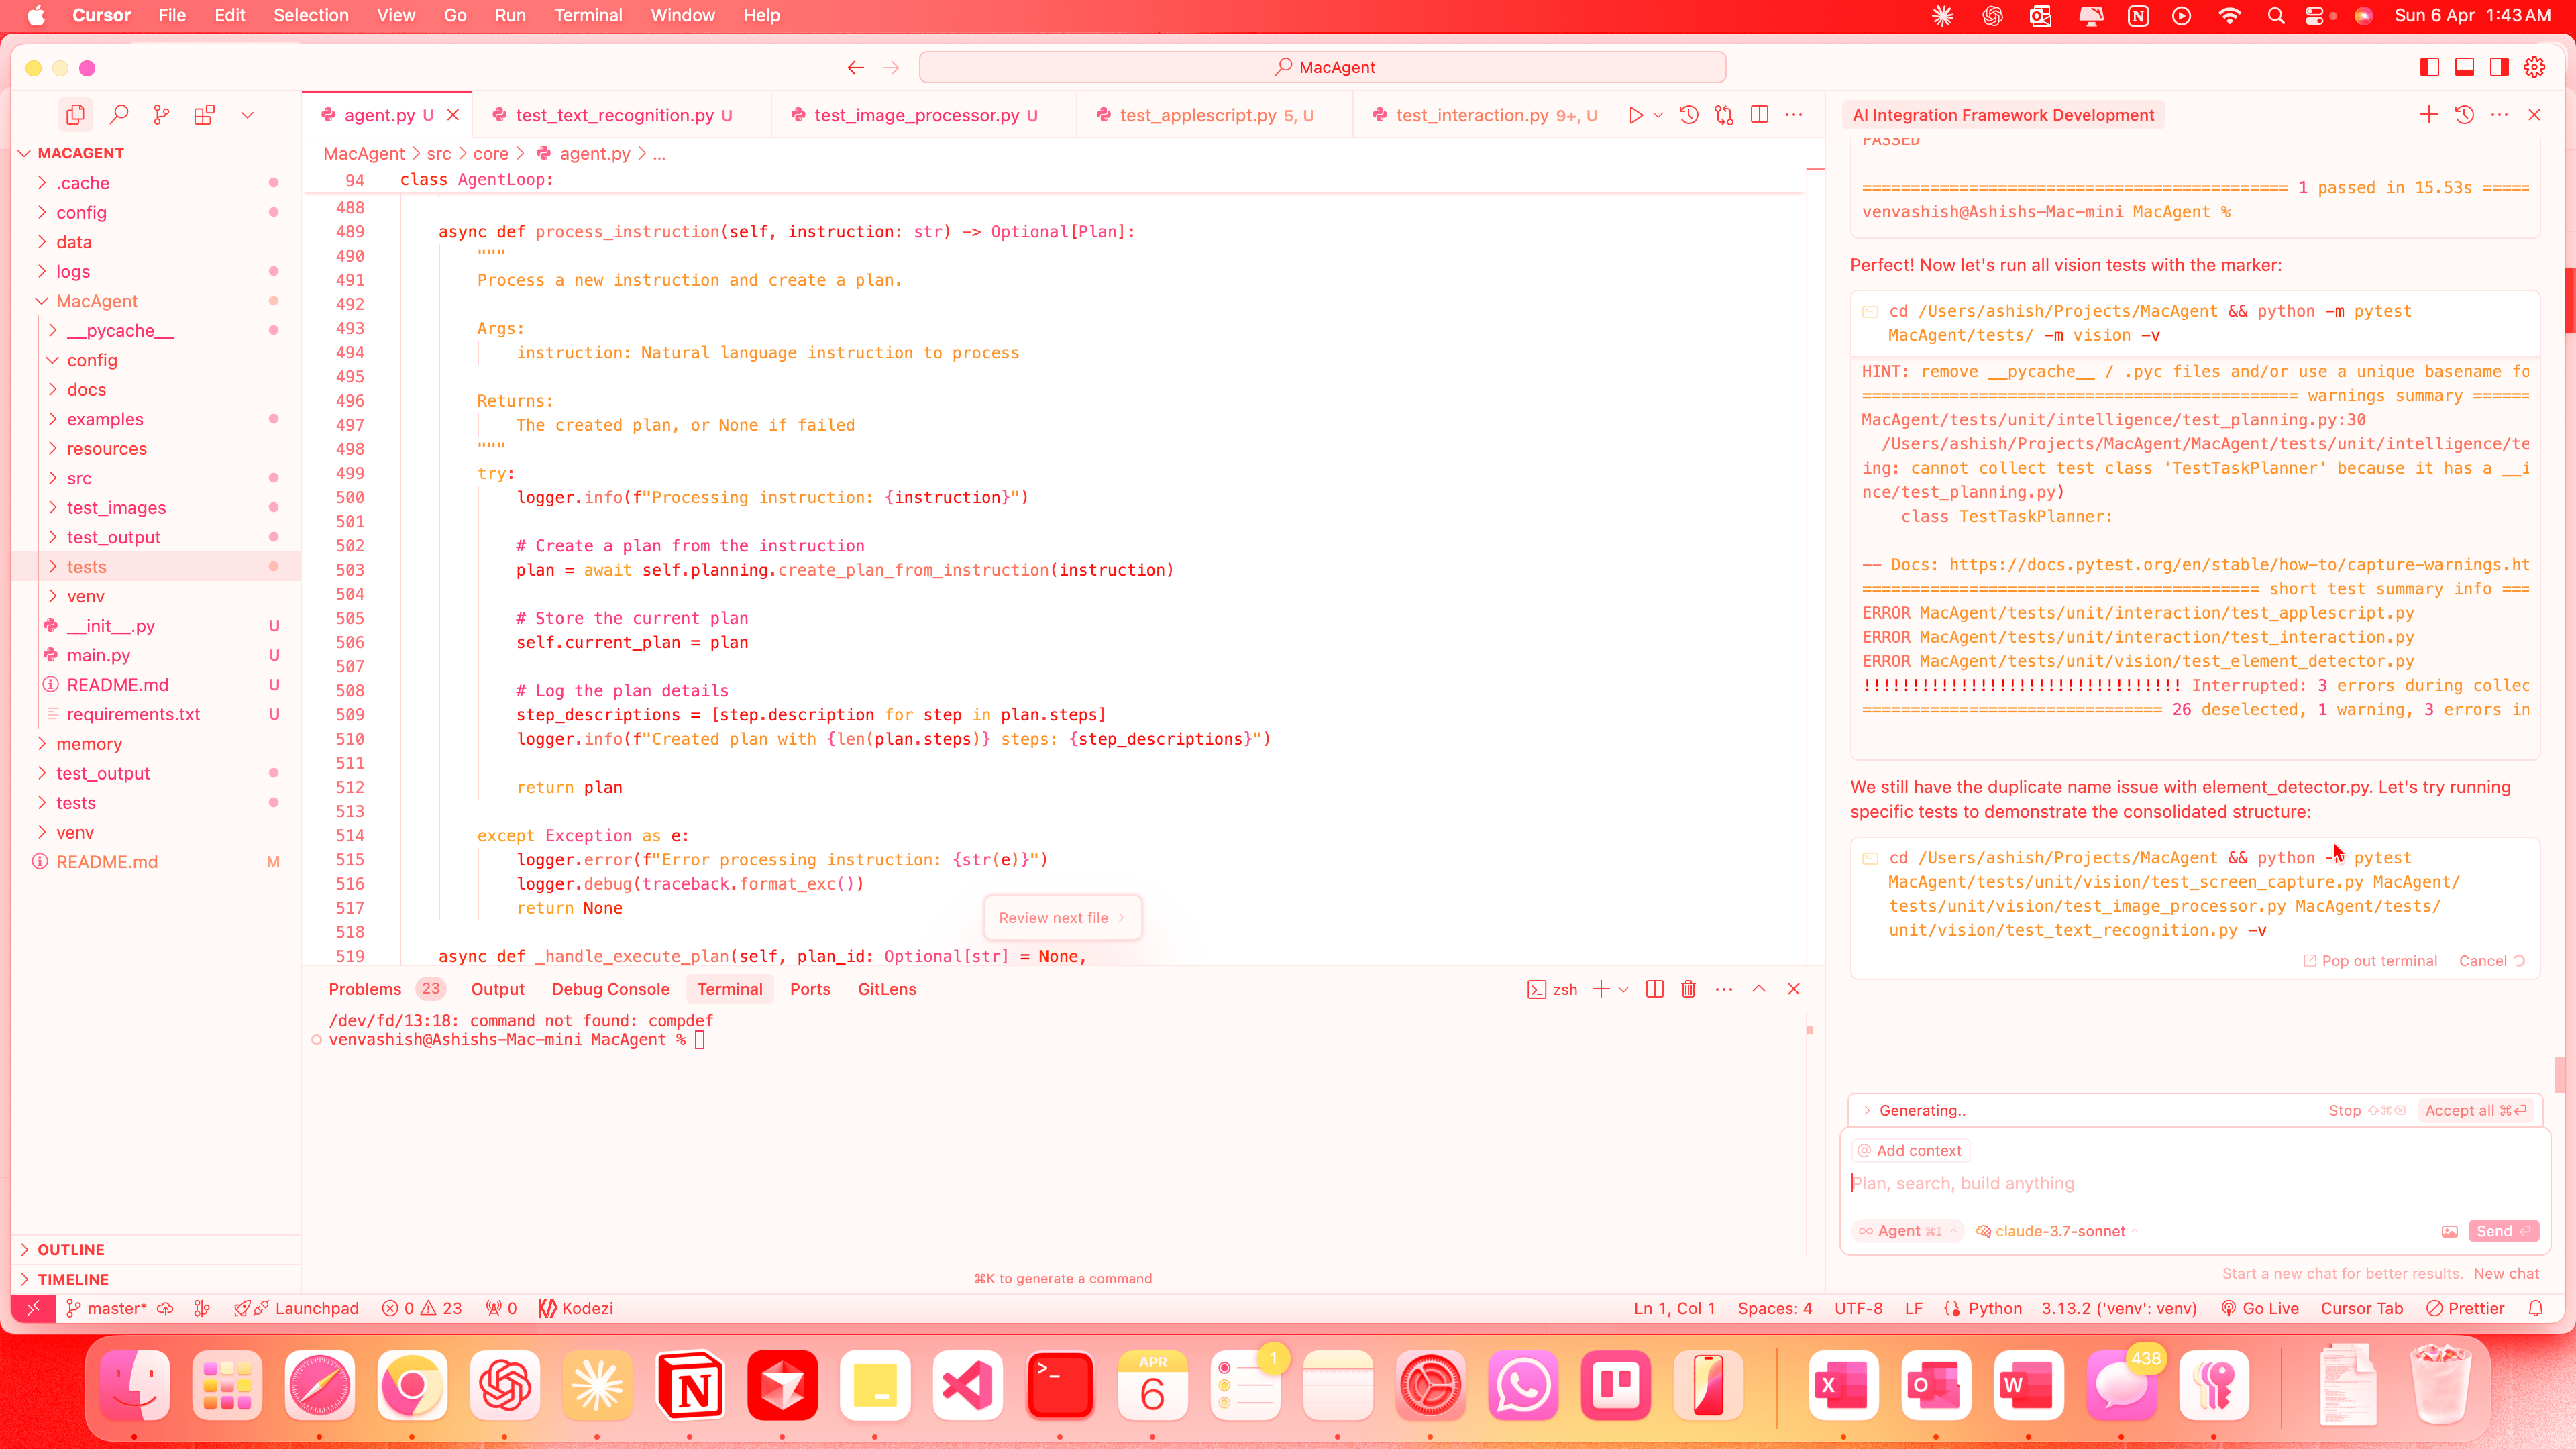 Cursor File Edit Selection View Go Run Terminal Window Help
Sun 6 Apr 1:43 AM
MacAgent
MACAGENT
.cache
config
data
logs
MacAgent
__pycache__
config
docs
examples
resources
src
test_images
test_output
tests
venv
__init__.py U
main.py U
README.md U
requirements.txt U
memory
test_output
tests
venv
README.md M
OUTLINE
TIMELINE
agent.py U
test_text_recognition.py U
test_image_processor.py U
test_applescript.py 5, U
test_interaction.py 9+, U
MacAgent > src > core > agent.py > ...
94 class AgentLoop:
488
489 async def process_instruction(self, instruction: str) -> Optional[Plan]:
490 """
491 Process a new instruction and create a plan.
492
493 Args:
494 instruction: Natural language instruction to process
495
496 Returns:
497 The created plan, or None if failed
498 """
499 try:
500 logger.info(f"Processing instruction: {instruction}")
501
502 # Create a plan from the instruction
503 plan = await self.planning.create_plan_from_instruction(instruction)
504
505 # Store the current plan
506 self.current_plan = plan
507
508 # Log the plan details
509 step_descriptions = [step.description for step in plan.steps]
510 logger.info(f"Created plan with {len(plan.steps)} steps: {step_descriptions}")
511
512 return plan
513
514 except Exception as e:
515 logger.error(f"Error processing instruction: {str(e)}")
516 logger.debug(traceback.format_exc())
517 return None
518
519 async def _handle_execute_plan(self, plan_id: Optional[str] = None,
Review next file >
Problems 23 Output Debug Console Terminal Ports GitLens
zsh
/dev/fd/13:18: command not found: compdef
venvashish@Ashishs-Mac-mini MacAgent %
⌘K to generate a command
AI Integration Framework Development
PASSED
============================================ 1 passed in 15.53s =====
venvashish@Ashishs-Mac-mini MacAgent %
Perfect! Now let's run all vision tests with the marker:
cd /Users/ashish/Projects/MacAgent && python -m pytest
MacAgent/tests/ -m vision -v
HINT: remove __pycache__ / .pyc files and/or use a unique basename fo
============================================= warnings summary ======
MacAgent/tests/unit/intelligence/test_planning.py:30
/Users/ashish/Projects/MacAgent/MacAgent/tests/unit/intelligence/te
ing: cannot collect test class 'TestTaskPlanner' because it has a __i
nce/test_planning.py)
class TestTaskPlanner:
-- Docs: https://docs.pytest.org/en/stable/how-to/capture-warnings.ht
========================================= short test summary info ===
ERROR MacAgent/tests/unit/interaction/test_applescript.py
ERROR MacAgent/tests/unit/interaction/test_interaction.py
ERROR MacAgent/tests/unit/vision/test_element_detector.py
!!!!!!!!!!!!!!!!!!!!!!!!!!!!!!!!! Interrupted: 3 errors during collec
=============================== 26 deselected, 1 warning, 3 errors in
We still have the duplicate name issue with element_detector.py. Let's try running
specific tests to demonstrate the consolidated structure:
cd /Users/ashish/Projects/MacAgent && python -m pytest
MacAgent/tests/unit/vision/test_screen_capture.py MacAgent/
tests/unit/vision/test_image_processor.py MacAgent/tests/
unit/vision/test_text_recognition.py -v
Pop out terminal Cancel
Generating.. Stop ⇧⌘⌫ Accept all ⌘⏎
@ Add context
Plan, search, build anything
Agent ⌘I claude-3.7-sonnet Send ⏎
Start a new chat for better results. New chat
master* Launchpad 0 23 0 Kodezi
Ln 1, Col 1 Spaces: 4 UTF-8 LF Python 3.13.2 ('venv': venv) Go Live Cursor Tab Prettier
APR
6
1
438
N
X
O
W